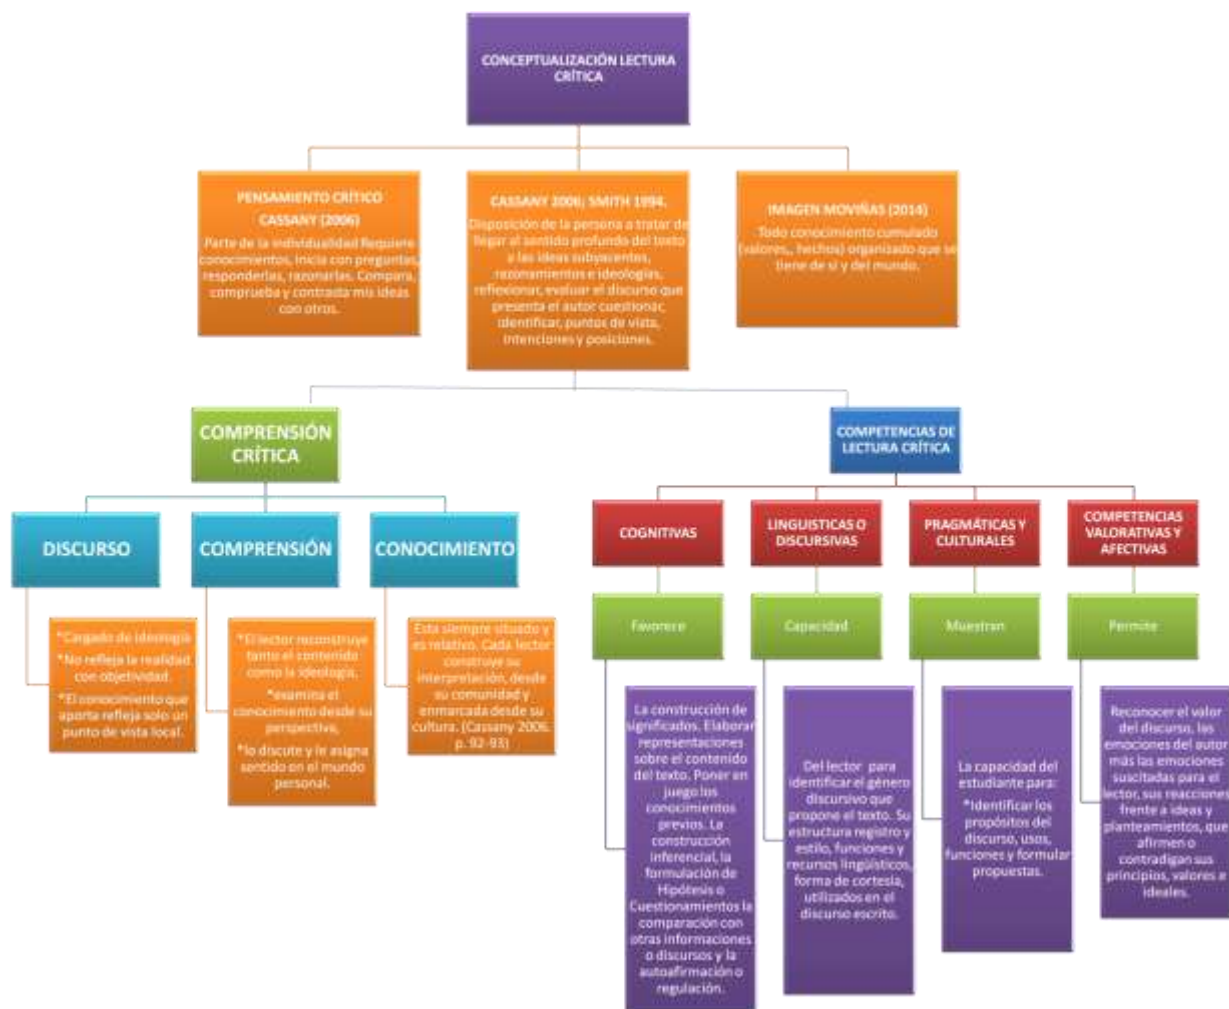 CONCEPTUALIZACIÓN LECTURA
CRÍTICA
PENSAMIENTO CRÍTICO
CASSANY (2006)
Parte de la individualidad Requiere
conocimientos, inicia con preguntas,
responderlas, razonarlas. Compara,
comprueba y contrasta mis ideas
con otros.
CASSANY 2006; SMITH 1994.
Disposición de la persona a tratar de
llegar al sentido profundo del texto
a las ideas subyacentes,
razonamientos e ideologías,
reflexionar, evaluar el discurso que
presenta el autor cuestionar,
identificar, puntos de vista,
intenciones y posiciones.
IMAGEN MOVIÑAS (2014)
Todo conocimiento cumulado
(valores,, hechos) organizado que se
tiene de sí y del mundo.
COMPRENSIÓN
CRÍTICA
COMPETENCIAS DE
LECTURA CRÍTICA
DISCURSO
COMPRENSIÓN
CONOCIMIENTO
*Cargado de ideología
*No refleja la realidad
con objetividad.
*El conocimiento que
aporta refleja solo un
punto de vista local.
*El lector reconstruye
tanto el contenido
como la ideología.
*examina el
conocimiento desde su
perspectiva,
*lo discute y le asigna
sentido en el mundo
personal.
Esta siempre situado y
es relativo. Cada lector
construye su
interpretación, desde
su comunidad y
enmarcada desde su
cultura. (Cassany 2006.
p. 92-93)
COGNITIVAS
LINGUISTICAS O
DISCURSIVAS
PRAGMÁTICAS Y
CULTURALES
COMPETENCIAS
VALORATIVAS Y
AFECTIVAS
Favorece
Capacidad
Muestran
Permite
La construcción de
significados. Elaborar
representaciones
sobre el contenido
del texto. Poner en
juego los
conocimientos
previos. La
construcción
inferencial, la
formulación de
Hipótesis o
Cuestionamientos la
comparación con
otras informaciones
o discursos y la
autoafirmación o
regulación.
Del lector para
identificar el género
discursivo que
propone el texto. Su
estructura registro y
estilo, funciones y
recursos lingüísticos,
forma de cortesía,
utilizados en el
discurso escrito.
La capacidad del
estudiante para:
*Identificar los
propósitos del
discurso, usos,
funciones y formular
propuestas.
Reconocer el valor
del discurso, las
emociones del autor
más las emociones
suscitadas para el
lector, sus reacciones
frente a ideas y
planteamientos, que
afirmen o
contradigan sus
principios, valores e
ideales.